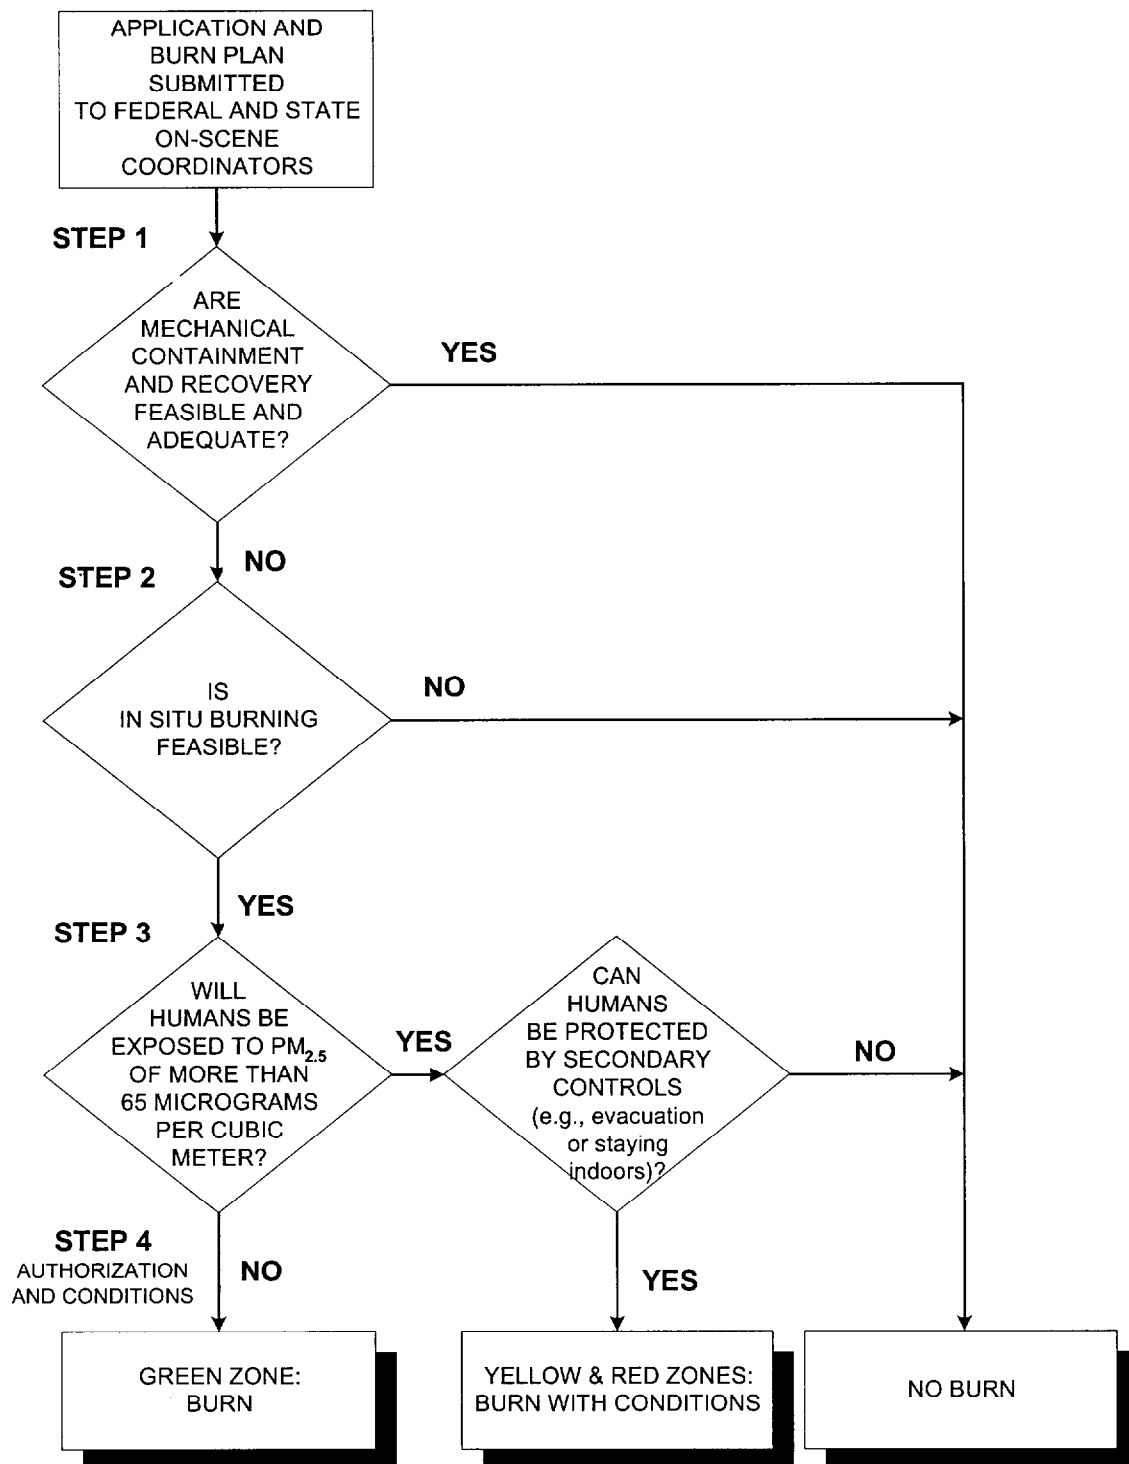 APPLICATION AND
BURN PLAN
SUBMITTED
TO FEDERAL AND STATE
ON-SCENE
COORDINATORS
STEP 1
ARE
MECHANICAL
CONTAINMENT
AND RECOVERY
FEASIBLE AND
ADEQUATE?
YES
NO
STEP 2
IS
IN SITU BURNING
FEASIBLE?
NO
YES
STEP 3
WILL
HUMANS BE
EXPOSED TO PM2.5
OF MORE THAN
65 MICROGRAMS
PER CUBIC
METER?
YES
CAN
HUMANS
BE PROTECTED
BY SECONDARY
CONTROLS
(e.g., evacuation
or staying
indoors)?
NO
STEP 4
AUTHORIZATION
AND CONDITIONS
NO
YES
GREEN ZONE:
BURN
YELLOW & RED ZONES:
BURN WITH CONDITIONS
NO BURN